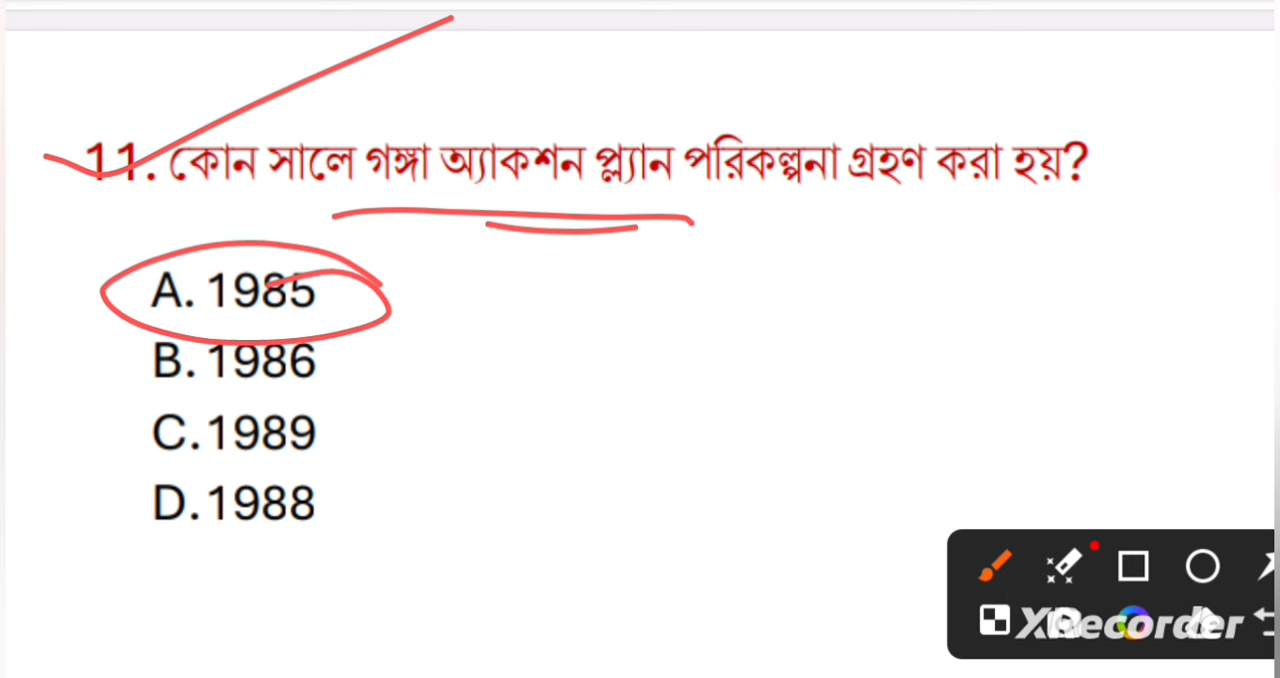 11. কোন সালে গঙ্গা অ্যাকশন প্ল্যান পরিকল্পনা গ্রহণ করা হয়?
A. 1985
B. 1986
C. 1989
D. 1988
XRecorder